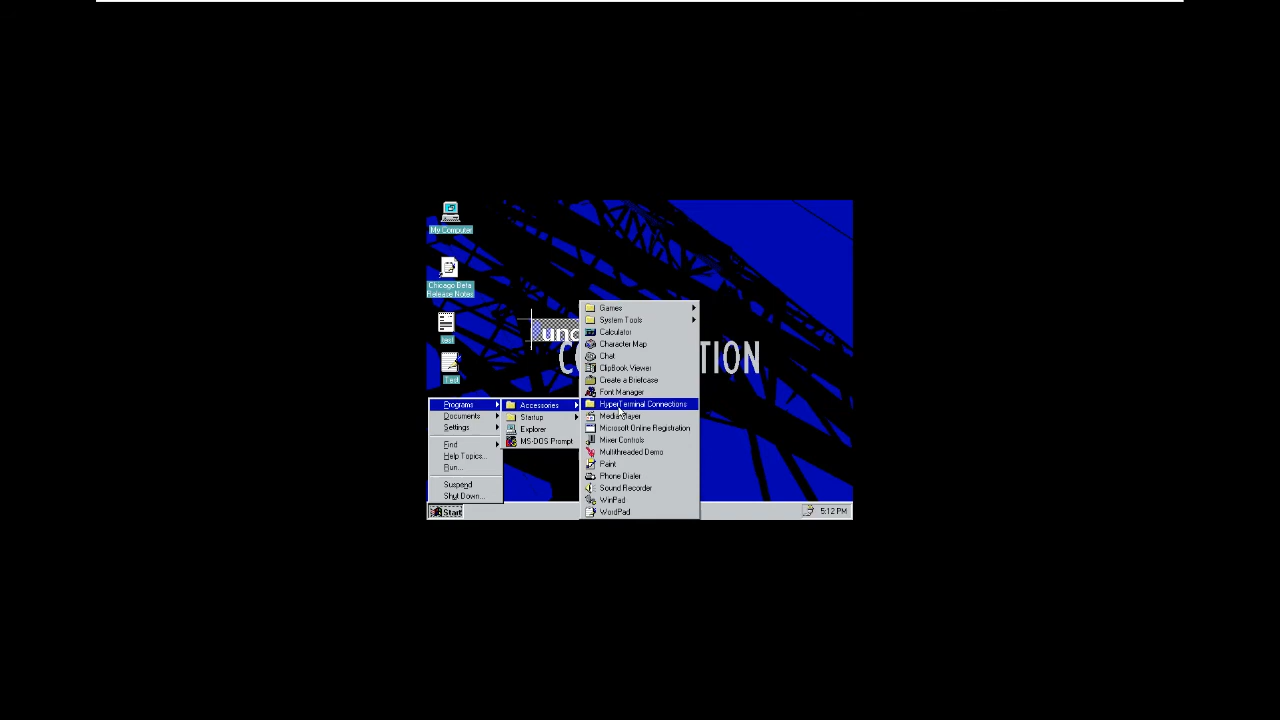 My Computer
Chicago Beta
Release Notes
test
Test
unc
CO
TION
Programs
Documents
Settings
Find
Help Topics...
Run...
Suspend
Shut Down...
Accessories
Startup
Explorer
MS-DOS Prompt
Games
System Tools
Calculator
Character Map
Chat
ClipBook Viewer
Create a Briefcase
Font Manager
HyperTerminal Connections
Media Player
Microsoft Online Registration
Mixer Controls
Multithreaded Demo
Paint
Phone Dialer
Sound Recorder
WinPad
WordPad
Start
5:12 PM